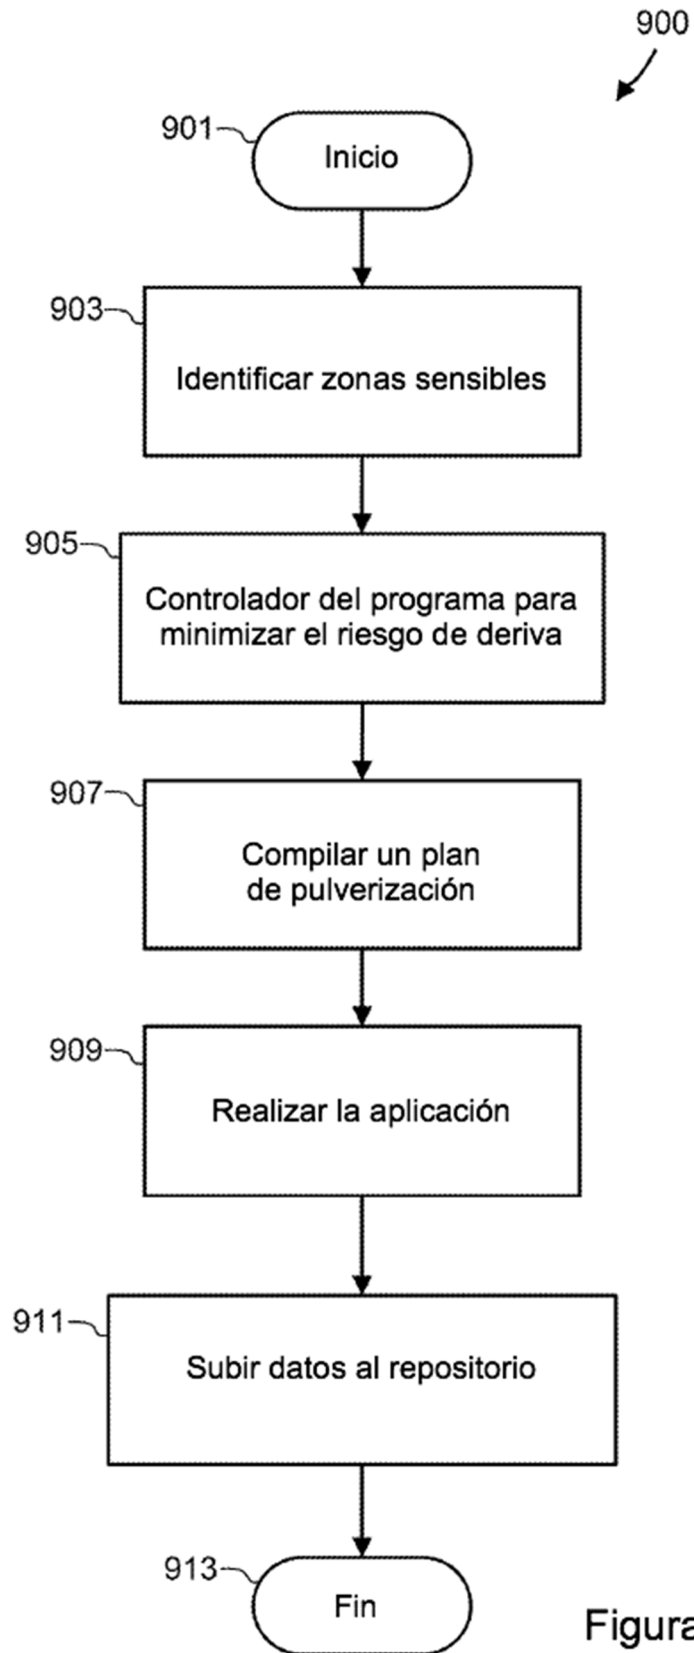 900
901
Inicio
903
Identificar zonas sensibles
905
Controlador del programa para
minimizar el riesgo de deriva
907
Compilar un plan
de pulverización
909
Realizar la aplicación
911
Subir datos al repositorio
913
Fin
Figura